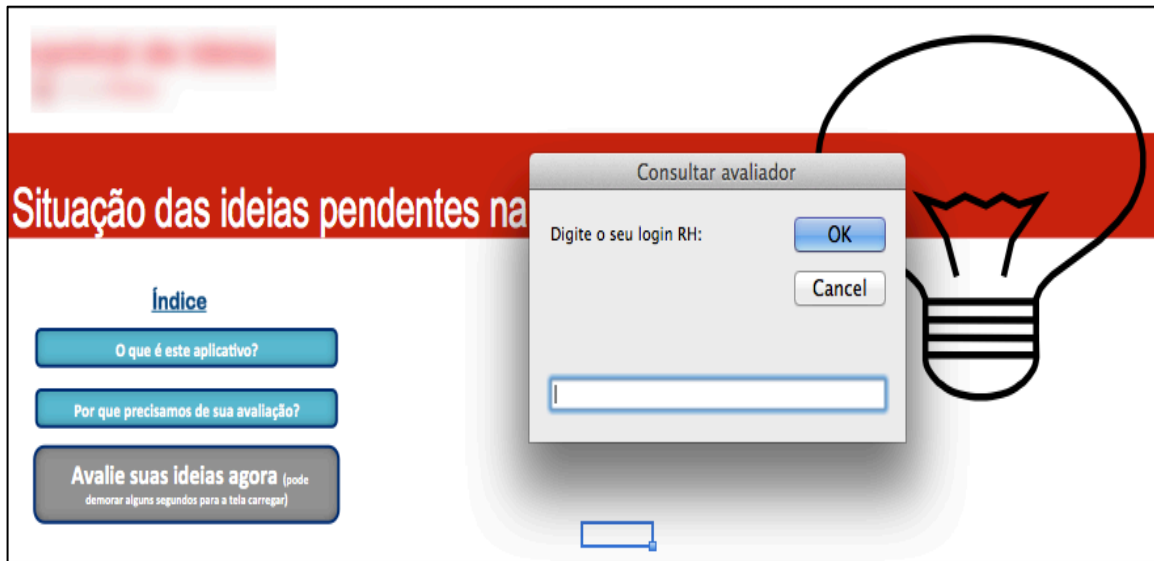 Situação das ideias pendentes na
Consultar avaliador
Digite o seu login RH:
OK
Cancel
Índice
O que é este aplicativo?
Por que precisamos de sua avaliação?
Avalie suas ideias agora (pode
demorar alguns segundos para a tela carregar)